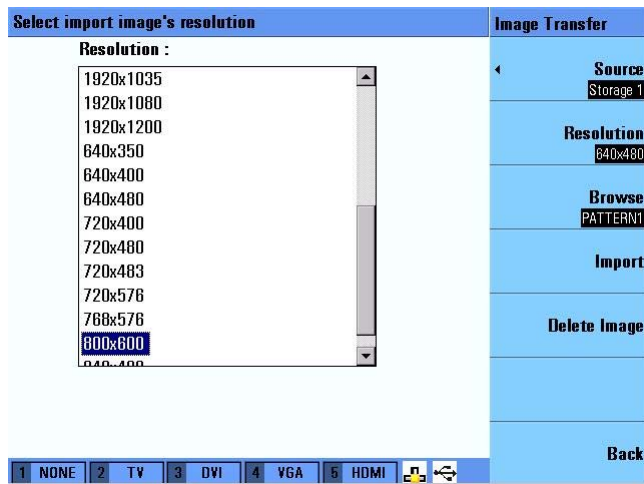 Select import image's resolution
Image Transfer
Resolution :
1920x1035
1920x1080
1920x1200
640x350
640x400
640x480
720x400
720x480
720x483
720x576
768x576
800x600
Source
Storage 1
Resolution
640x480
Browse
PATTERN1
Import
Delete Image
Back
1 NONE 2 TV 3 DVI 4 VGA 5 HDMI